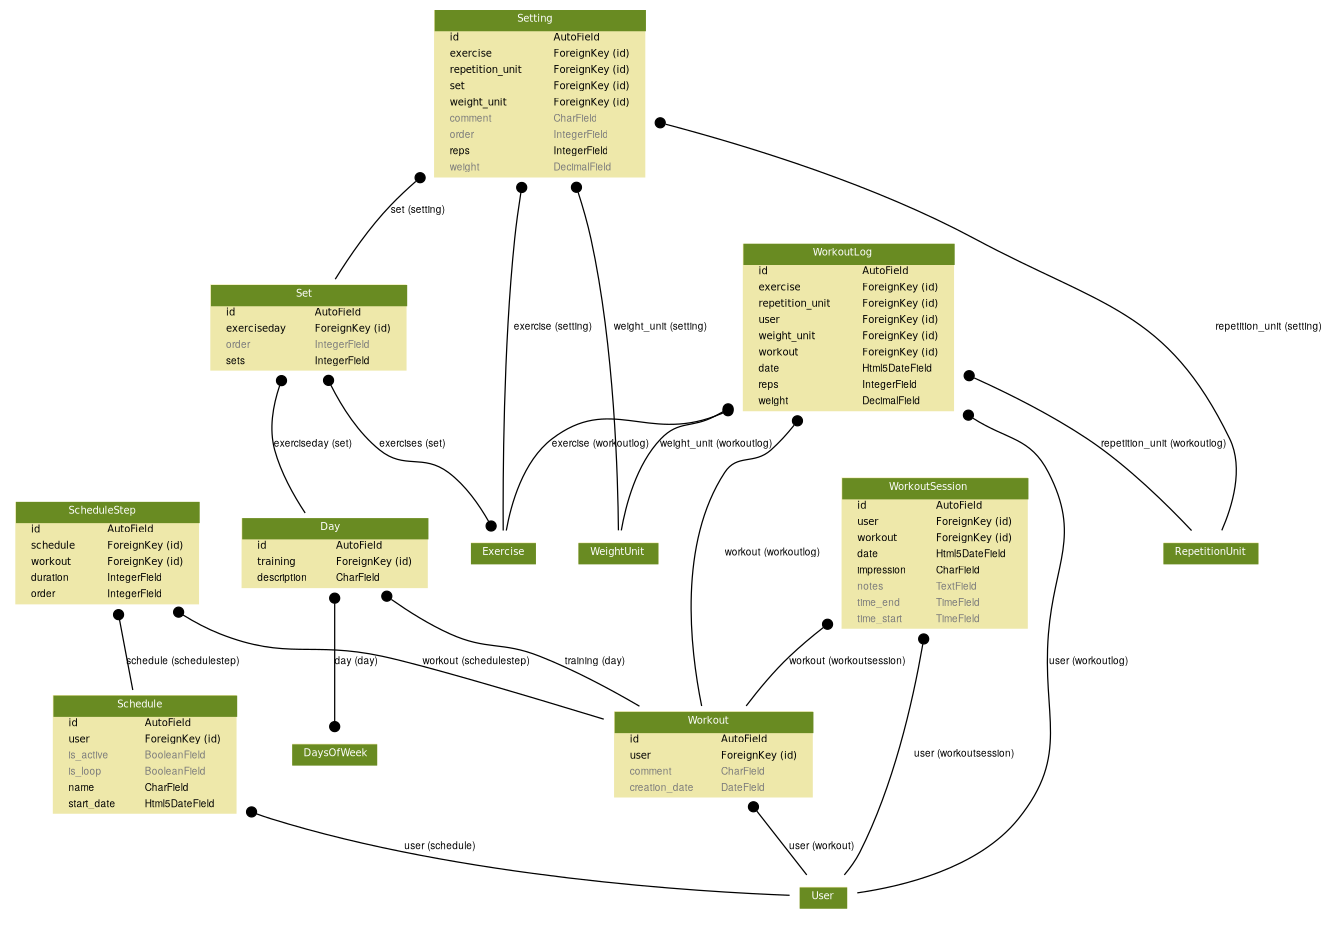 Setting
id AutoField
exercise ForeignKey (id)
repetition_unit ForeignKey (id)
set ForeignKey (id)
weight_unit ForeignKey (id)
comment CharField
order IntegerField
reps IntegerField
weight DecimalField
set (setting)
WorkoutLog
id AutoField
exercise ForeignKey (id)
repetition_unit ForeignKey (id)
user ForeignKey (id)
weight_unit ForeignKey (id)
workout ForeignKey (id)
date Html5DateField
reps IntegerField
weight DecimalField
Set
id AutoField
exerciseday ForeignKey (id)
order IntegerField
sets IntegerField
exercise (setting)
weight_unit (setting)
repetition_unit (setting)
exerciseday (set)
exercises (set)
exercise (workoutlog)
weight_unit (workoutlog)
repetition_unit (workoutlog)
WorkoutSession
id AutoField
user ForeignKey (id)
workout ForeignKey (id)
date Html5DateField
impression CharField
notes TextField
time_end TimeField
time_start TimeField
ScheduleStep
id AutoField
schedule ForeignKey (id)
workout ForeignKey (id)
duration IntegerField
order IntegerField
Day
id AutoField
training ForeignKey (id)
description CharField
Exercise
WeightUnit
workout (workoutlog)
RepetitionUnit
schedule (schedulestep)
day (day)
workout (schedulestep)
training (day)
workout (workoutsession)
user (workoutlog)
Schedule
id AutoField
user ForeignKey (id)
is_active BooleanField
is_loop BooleanField
name CharField
start_date Html5DateField
DaysOfWeek
Workout
id AutoField
user ForeignKey (id)
comment CharField
creation_date DateField
user (workoutsession)
user (schedule)
user (workout)
User